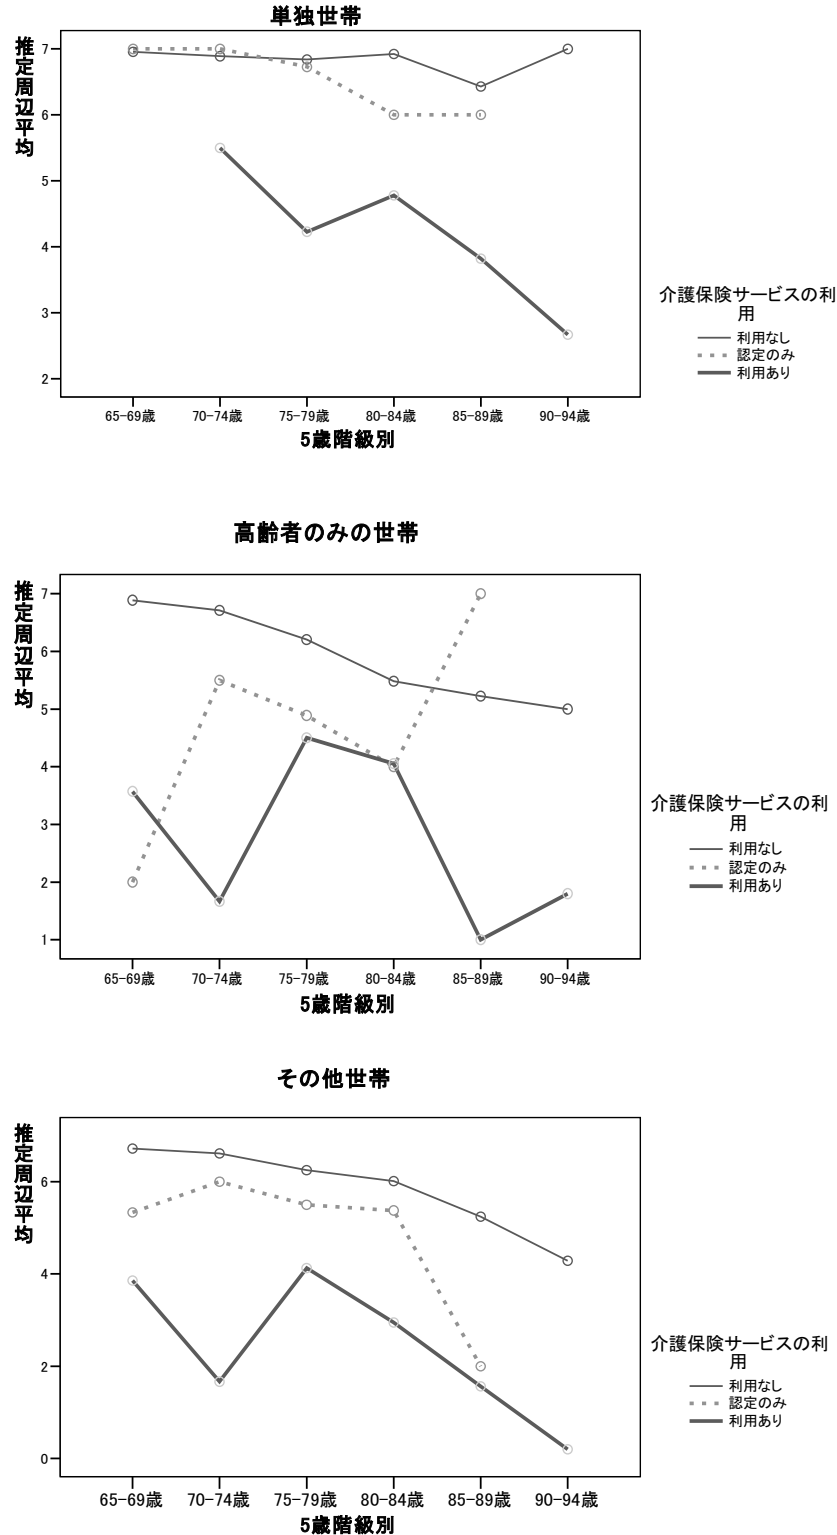 単独世帯
推定周辺平均
7
6
5
4
3
2
65-69歳 70-74歳 75-79歳 80-84歳 85-89歳 90-94歳
5歳階級別
介護保険サービスの利
用
利用なし
認定のみ
利用あり
高齢者のみの世帯
推定周辺平均
7
6
5
4
3
2
1
65-69歳 70-74歳 75-79歳 80-84歳 85-89歳 90-94歳
5歳階級別
介護保険サービスの利
用
利用なし
認定のみ
利用あり
その他世帯
推定周辺平均
6
4
2
0
65-69歳 70-74歳 75-79歳 80-84歳 85-89歳 90-94歳
5歳階級別
介護保険サービスの利
用
利用なし
認定のみ
利用あり